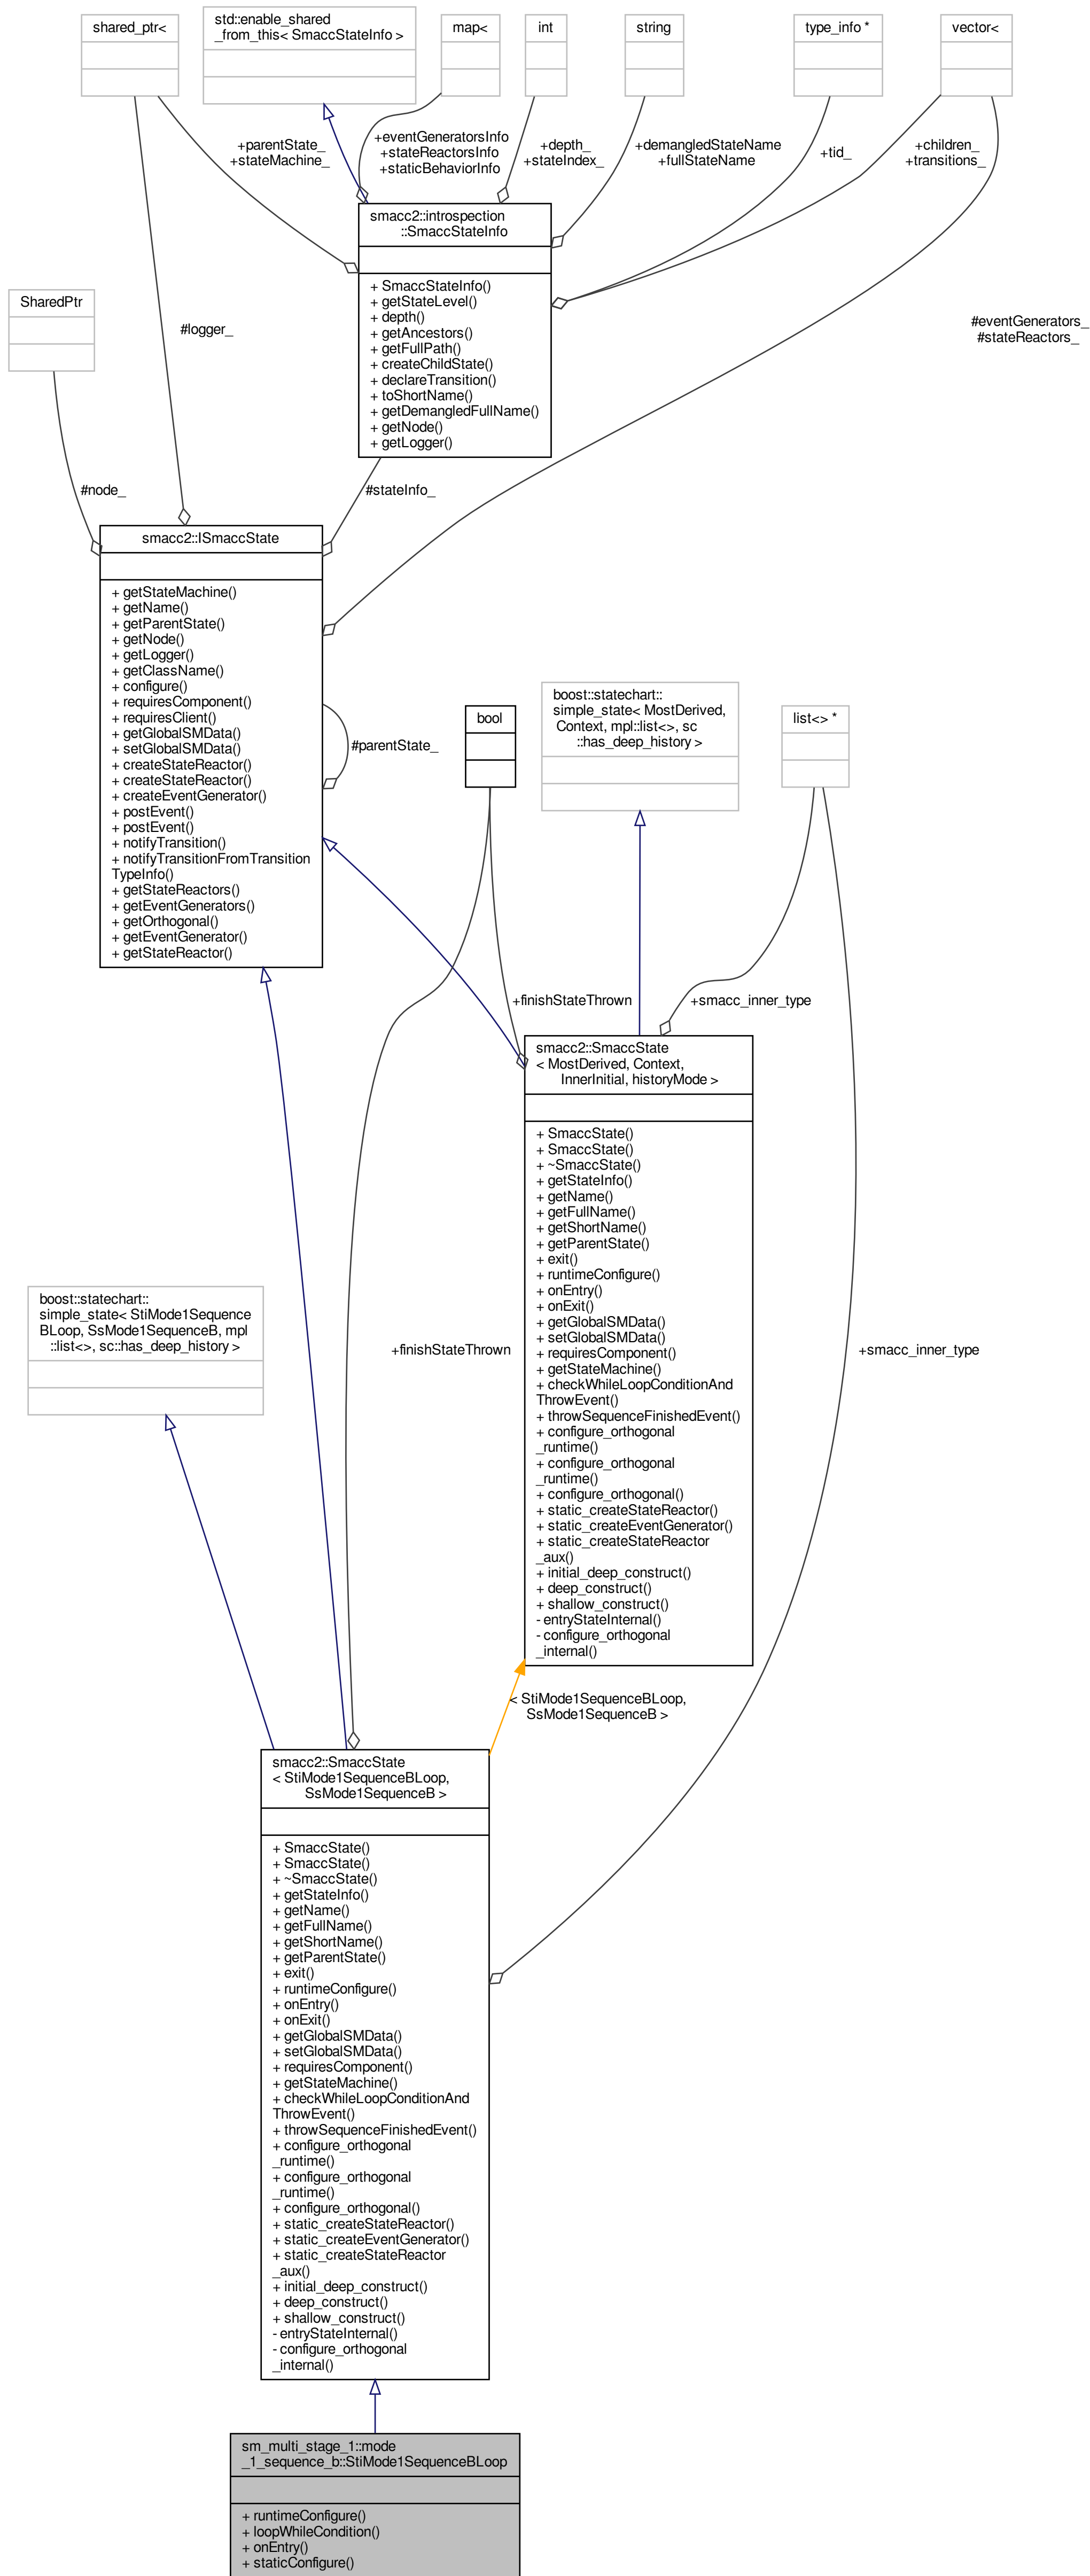 shared_ptr<
std::enable_shared
_from_this< SmaccStateInfo >
map<
int
string
type_info *
vector<
+parentState_
+stateMachine_
+eventGeneratorsInfo
+stateReactorsInfo
+staticBehaviorInfo
+depth_
+stateIndex_
+demangledStateName
+fullStateName
+tid_
+children_
+transitions_
smacc2::introspection
::SmaccStateInfo
+ SmaccStateInfo()
+ getStateLevel()
+ depth()
+ getAncestors()
+ getFullPath()
+ createChildState()
+ declareTransition()
+ toShortName()
+ getDemangledFullName()
+ getNode()
+ getLogger()
SharedPtr
#logger_
#eventGenerators_
#stateReactors_
#node_
#stateInfo_
smacc2::ISmaccState
+ getStateMachine()
+ getName()
+ getParentState()
+ getNode()
+ getLogger()
+ getClassName()
+ configure()
+ requiresComponent()
+ requiresClient()
+ getGlobalSMData()
+ setGlobalSMData()
+ createStateReactor()
+ createStateReactor()
+ createEventGenerator()
+ postEvent()
+ postEvent()
+ notifyTransition()
+ notifyTransitionFromTransition
TypeInfo()
+ getStateReactors()
+ getEventGenerators()
+ getOrthogonal()
+ getEventGenerator()
+ getStateReactor()
#parentState_
bool
boost::statechart::
simple_state< MostDerived,
Context, mpl::list<>, sc
::has_deep_history >
list<> *
+finishStateThrown
+smacc_inner_type
smacc2::SmaccState
< MostDerived, Context,
InnerInitial, historyMode >
+ SmaccState()
+ SmaccState()
+ ~SmaccState()
+ getStateInfo()
+ getName()
+ getFullName()
+ getShortName()
+ getParentState()
+ exit()
+ runtimeConfigure()
+ onEntry()
+ onExit()
+ getGlobalSMData()
+ setGlobalSMData()
+ requiresComponent()
+ getStateMachine()
+ checkWhileLoopConditionAnd
ThrowEvent()
+ throwSequenceFinishedEvent()
+ configure_orthogonal
_runtime()
+ configure_orthogonal
_runtime()
+ configure_orthogonal()
+ static_createStateReactor()
+ static_createEventGenerator()
+ static_createStateReactor
_aux()
+ initial_deep_construct()
+ deep_construct()
+ shallow_construct()
- entryStateInternal()
- configure_orthogonal
_internal()
boost::statechart::
simple_state< StiMode1Sequence
BLoop, SsMode1SequenceB, mpl
::list<>, sc::has_deep_history >
+finishStateThrown
+smacc_inner_type
< StiMode1SequenceBLoop,
SsMode1SequenceB >
smacc2::SmaccState
< StiMode1SequenceBLoop,
SsMode1SequenceB >
+ SmaccState()
+ SmaccState()
+ ~SmaccState()
+ getStateInfo()
+ getName()
+ getFullName()
+ getShortName()
+ getParentState()
+ exit()
+ runtimeConfigure()
+ onEntry()
+ onExit()
+ getGlobalSMData()
+ setGlobalSMData()
+ requiresComponent()
+ getStateMachine()
+ checkWhileLoopConditionAnd
ThrowEvent()
+ throwSequenceFinishedEvent()
+ configure_orthogonal
_runtime()
+ configure_orthogonal
_runtime()
+ configure_orthogonal()
+ static_createStateReactor()
+ static_createEventGenerator()
+ static_createStateReactor
_aux()
+ initial_deep_construct()
+ deep_construct()
+ shallow_construct()
- entryStateInternal()
- configure_orthogonal
_internal()
sm_multi_stage_1::mode
_1_sequence_b::StiMode1SequenceBLoop
+ runtimeConfigure()
+ loopWhileCondition()
+ onEntry()
+ staticConfigure()